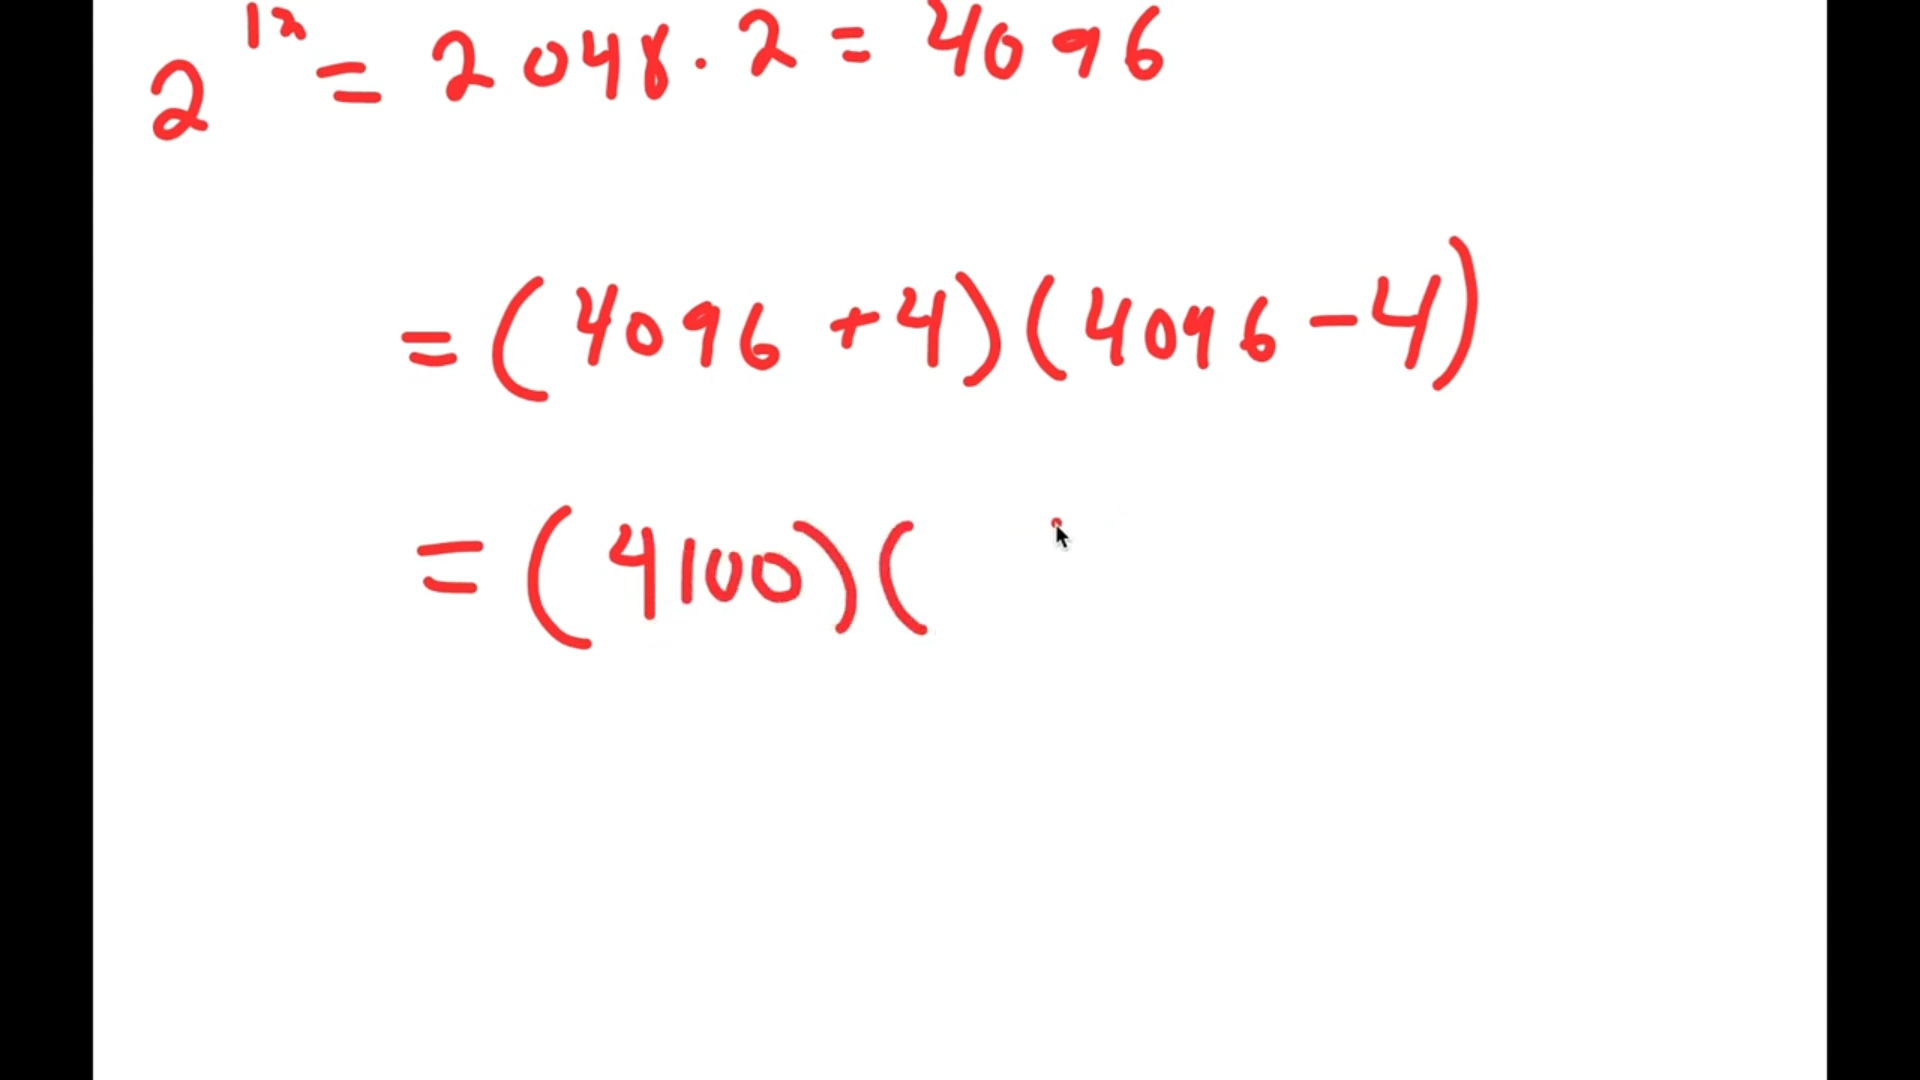 2^12 = 2048 · 2 = 4096
= (4096 + 4)(4096 - 4)
= (4100)(